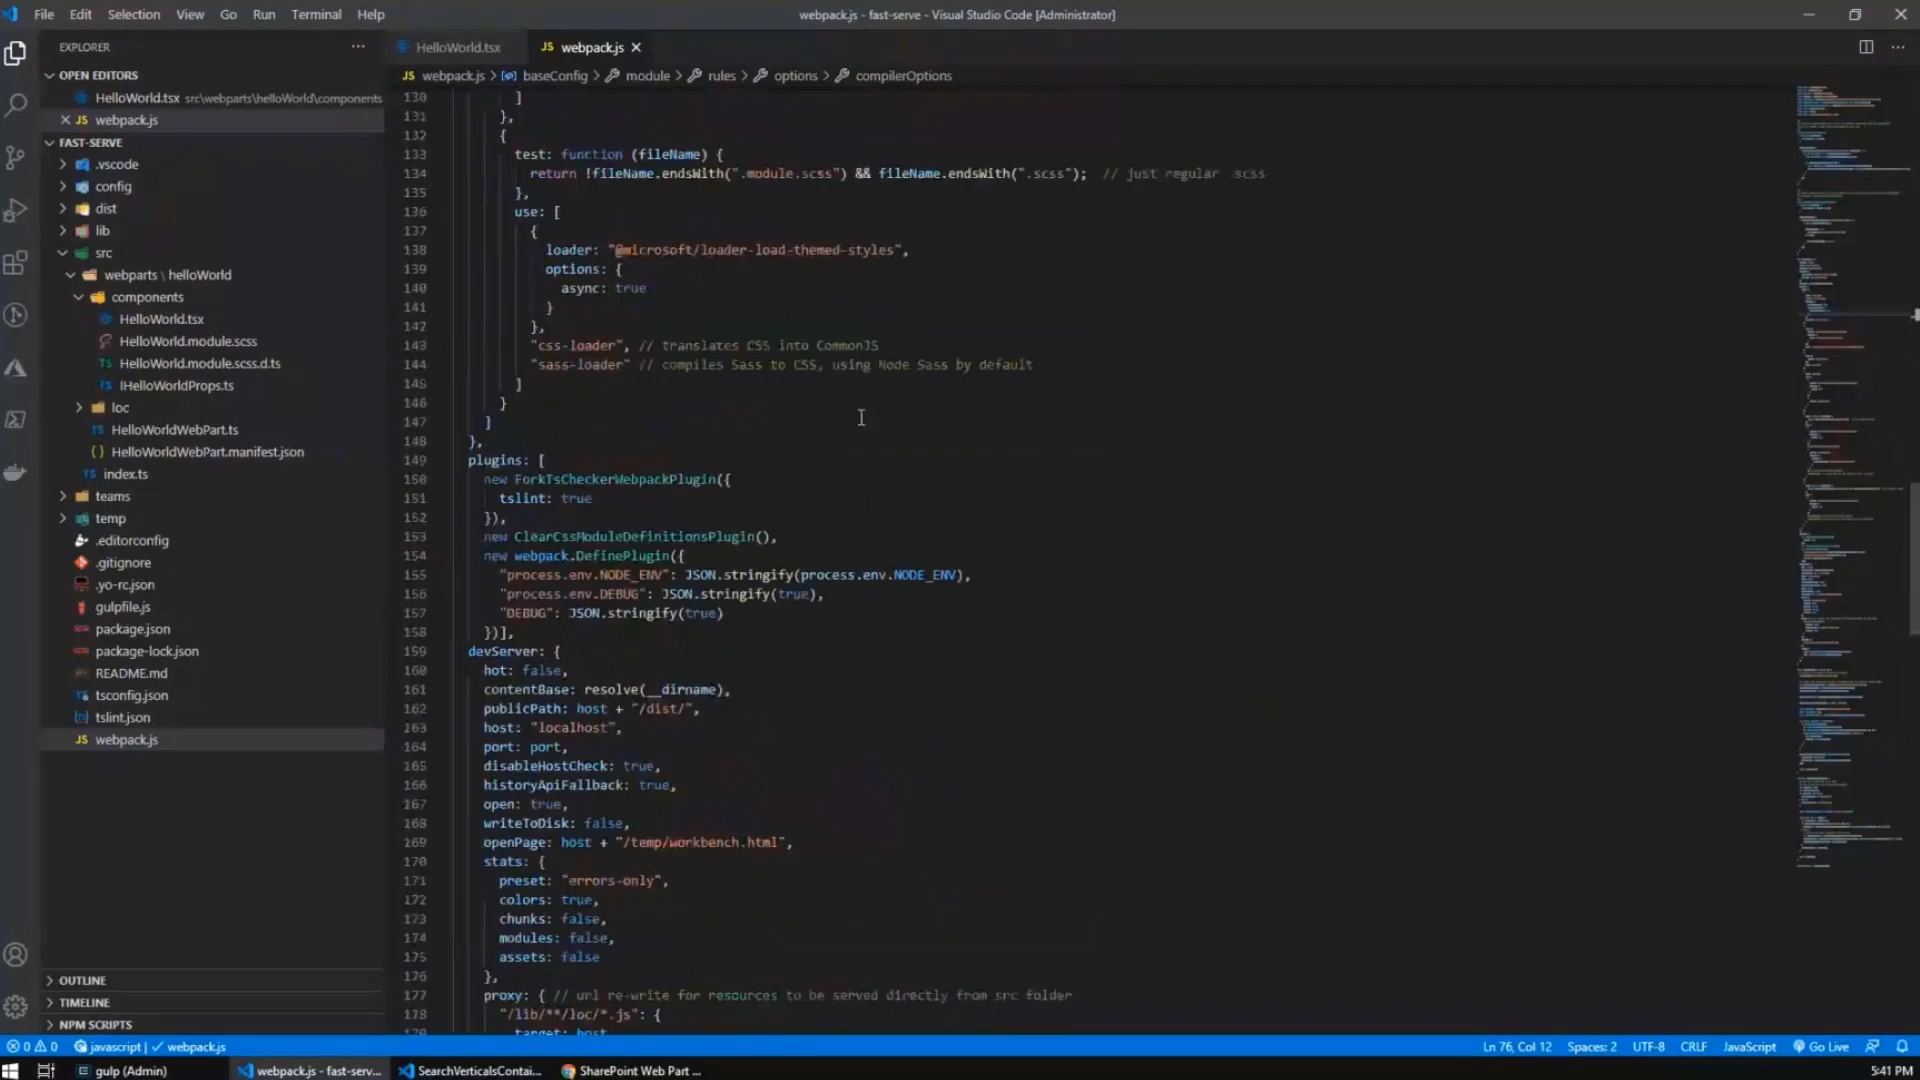 File Edit Selection View Go Run Terminal Help
webpack.js - fast-serve - Visual Studio Code [Administrator]
EXPLORER
HelloWorld.tsx
JS webpack.js
OPEN EDITORS
HelloWorld.tsx src\webparts\helloWorld\components
JS webpack.js
FAST-SERVE
.vscode
config
dist
lib
src
webparts \ helloWorld
components
HelloWorld.tsx
HelloWorld.module.scss
TS HelloWorld.module.scss.d.ts
TS IHelloWorldProps.ts
loc
TS HelloWorldWebPart.ts
{} HelloWorldWebPart.manifest.json
TS index.ts
teams
temp
.editorconfig
.gitignore
.yo-rc.json
gulpfile.js
package.json
package-lock.json
README.md
tsconfig.json
tslint.json
JS webpack.js
OUTLINE
TIMELINE
NPM SCRIPTS
JS webpack.js > baseConfig > module > rules > options > compilerOptions
130 ]
131 },
132 {
133 test: function (fileName) {
134 return !fileName.endsWith(".module.scss") && fileName.endsWith(".scss"); // just regular .scss
135 },
136 use: [
137 {
138 loader: "@microsoft/loader-load-themed-styles",
139 options: {
140 async: true
141 }
142 },
143 "css-loader", // translates CSS into CommonJS
144 "sass-loader" // compiles Sass to CSS, using Node Sass by default
145 ]
146 }
147 ]
148 },
149 plugins: [
150 new ForkTsCheckerWebpackPlugin({
151 tslint: true
152 }),
153 new ClearCssModuleDefinitionsPlugin(),
154 new webpack.DefinePlugin({
155 "process.env.NODE_ENV": JSON.stringify(process.env.NODE_ENV),
156 "process.env.DEBUG": JSON.stringify(true),
157 "DEBUG": JSON.stringify(true)
158 })],
159 devServer: {
160 hot: false,
161 contentBase: resolve(__dirname),
162 publicPath: host + "/dist/",
163 host: "localhost",
164 port: port,
165 disableHostCheck: true,
166 historyApiFallback: true,
167 open: true,
168 writeToDisk: false,
169 openPage: host + "/temp/workbench.html",
170 stats: {
171 preset: "errors-only",
172 colors: true,
173 chunks: false,
174 modules: false,
175 assets: false
176 },
177 proxy: { // url re-write for resources to be served directly from src folder
178 "/lib/**/loc/*.js": {
179 target: host
0 0 javascript | ✓ webpack.js
Ln 76, Col 12 Spaces: 2 UTF-8 CRLF JavaScript Go Live
gulp (Admin) webpack.js - fast-serv... SearchVerticalsContai... SharePoint Web Part ... 5:41 PM